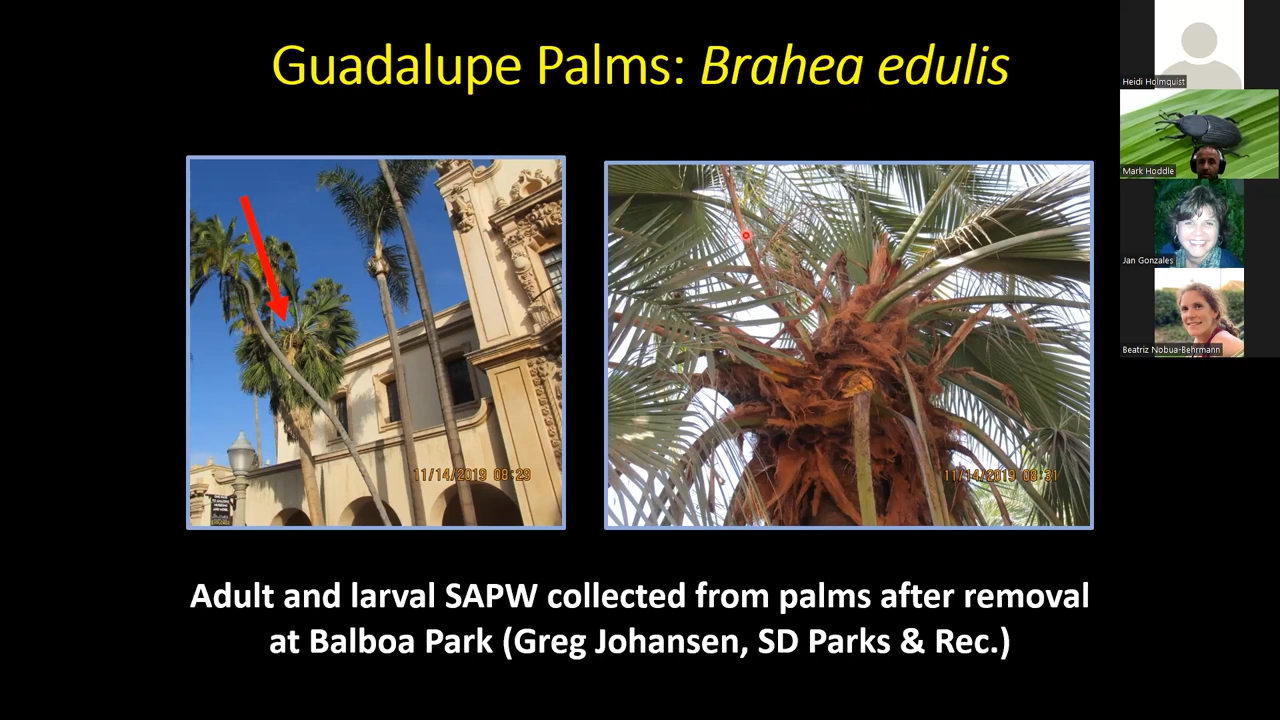 Guadalupe Palms: Brahea edulis
Heidi Holmquist
Mark Hoddle
Jan Gonzales
Beatriz Nobua-Behrmann
11/14/2019 08:29
11/14/2019 08:31
Adult and larval SAPW collected from palms after removal
at Balboa Park (Greg Johansen, SD Parks & Rec.)